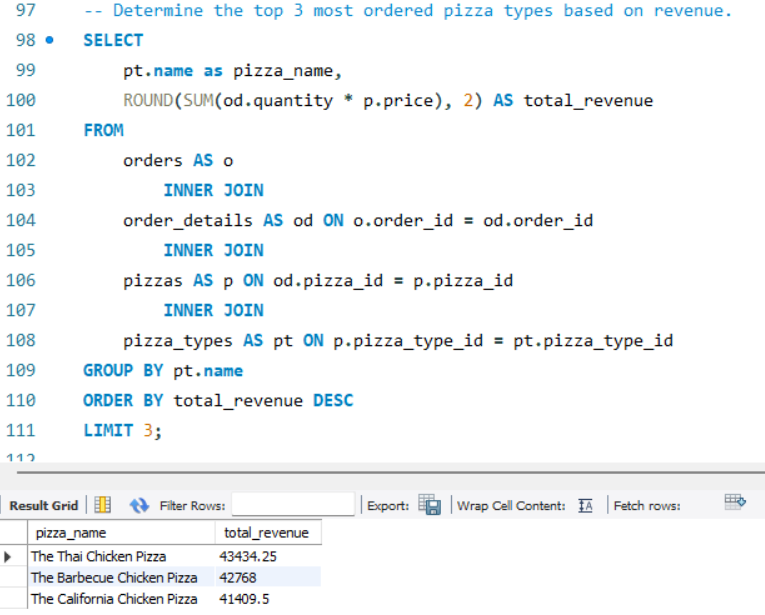 97 -- Determine the top 3 most ordered pizza types based on revenue.
98 SELECT
99 pt.name as pizza_name,
100 ROUND(SUM(od.quantity * p.price), 2) AS total_revenue
101 FROM
102 orders AS o
103 INNER JOIN
104 order_details AS od ON o.order_id = od.order_id
105 INNER JOIN
106 pizzas AS p ON od.pizza_id = p.pizza_id
107 INNER JOIN
108 pizza_types AS pt ON p.pizza_type_id = pt.pizza_type_id
109 GROUP BY pt.name
110 ORDER BY total_revenue DESC
111 LIMIT 3;
112
Result Grid Filter Rows: Export: Wrap Cell Content: IA Fetch rows:
pizza_name total_revenue
The Thai Chicken Pizza 43434.25
The Barbecue Chicken Pizza 42768
The California Chicken Pizza 41409.5